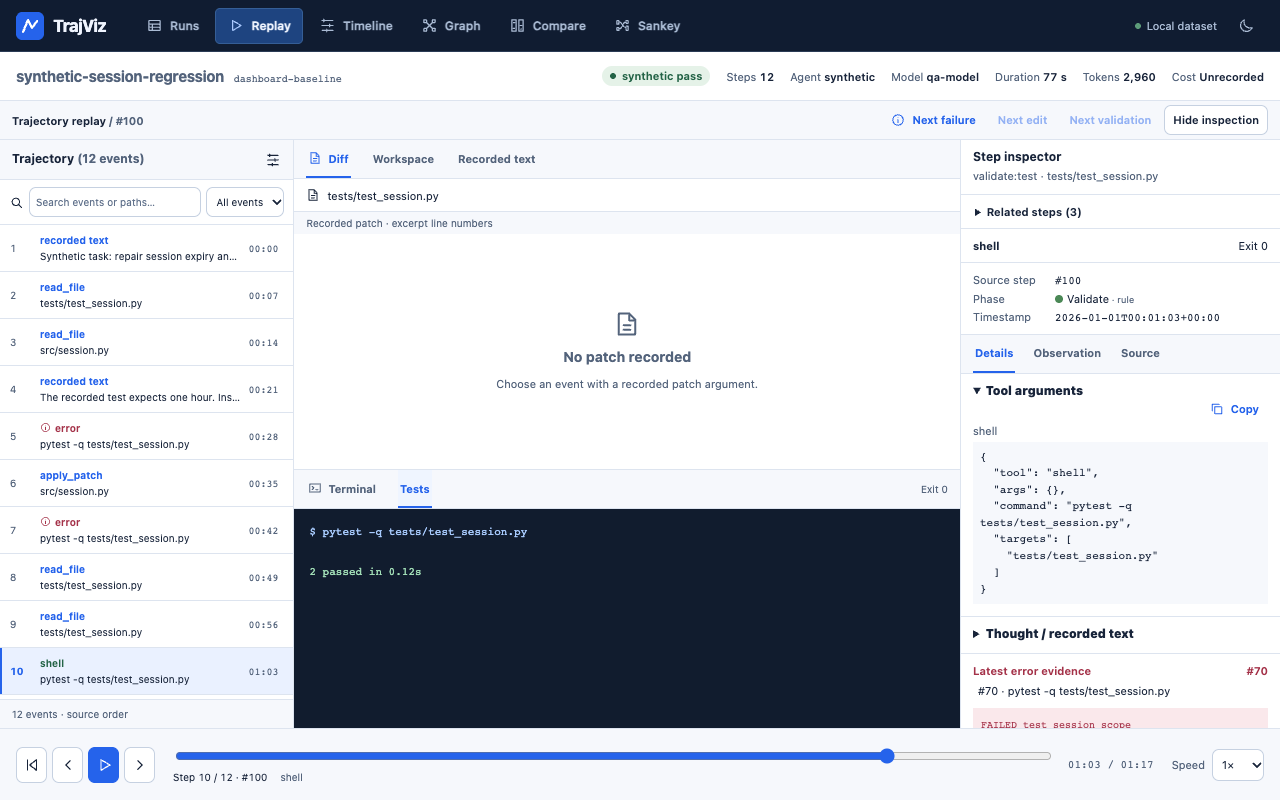 TrajViz
Runs
Replay
Timeline
Graph
Compare
Sankey
Local dataset
synthetic-session-regression dashboard-baseline
synthetic pass
Steps 12
Agent synthetic
Model qa-model
Duration 77 s
Tokens 2,960
Cost Unrecorded
Trajectory replay / #100
Next failure
Next edit
Next validation
Hide inspection
Trajectory (12 events)
Search events or paths...
All events
1 recorded text 00:00
Synthetic task: repair session expiry an...
2 read_file 00:07
tests/test_session.py
3 read_file 00:14
src/session.py
4 recorded text 00:21
The recorded test expects one hour. Ins...
5 error 00:28
pytest -q tests/test_session.py
6 apply_patch 00:35
src/session.py
7 error 00:42
pytest -q tests/test_session.py
8 read_file 00:49
tests/test_session.py
9 read_file 00:56
tests/test_session.py
10 shell 01:03
pytest -q tests/test_session.py
12 events · source order
Diff
Workspace
Recorded text
tests/test_session.py
Recorded patch · excerpt line numbers
No patch recorded
Choose an event with a recorded patch argument.
Terminal
Tests
Exit 0
$ pytest -q tests/test_session.py
2 passed in 0.12s
Step inspector
validate:test · tests/test_session.py
Related steps (3)
shell Exit 0
Source step #100
Phase Validate · rule
Timestamp 2026-01-01T00:01:03+00:00
Details
Observation
Source
Tool arguments
Copy
shell
{
"tool": "shell",
"args": {},
"command": "pytest -q
tests/test_session.py",
"targets": [
"tests/test_session.py"
]
}
Thought / recorded text
Latest error evidence #70
#70 · pytest -q tests/test_session.py
FAILED test_session_scope
Step 10 / 12 · #100 shell
01:03 / 01:17
Speed
1×